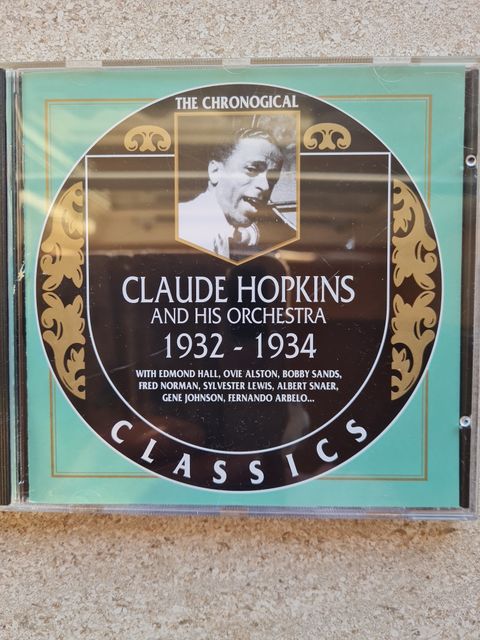 THE CHRONOGICAL
CLAUDE HOPKINS
AND HIS ORCHESTRA
1932 - 1934
WITH EDMOND HALL, OVIE ALSTON, BOBBY SANDS,
FRED NORMAN, SYLVESTER LEWIS, ALBERT SNAER,
GENE JOHNSON, FERNANDO ARBELO...
CLASSICS